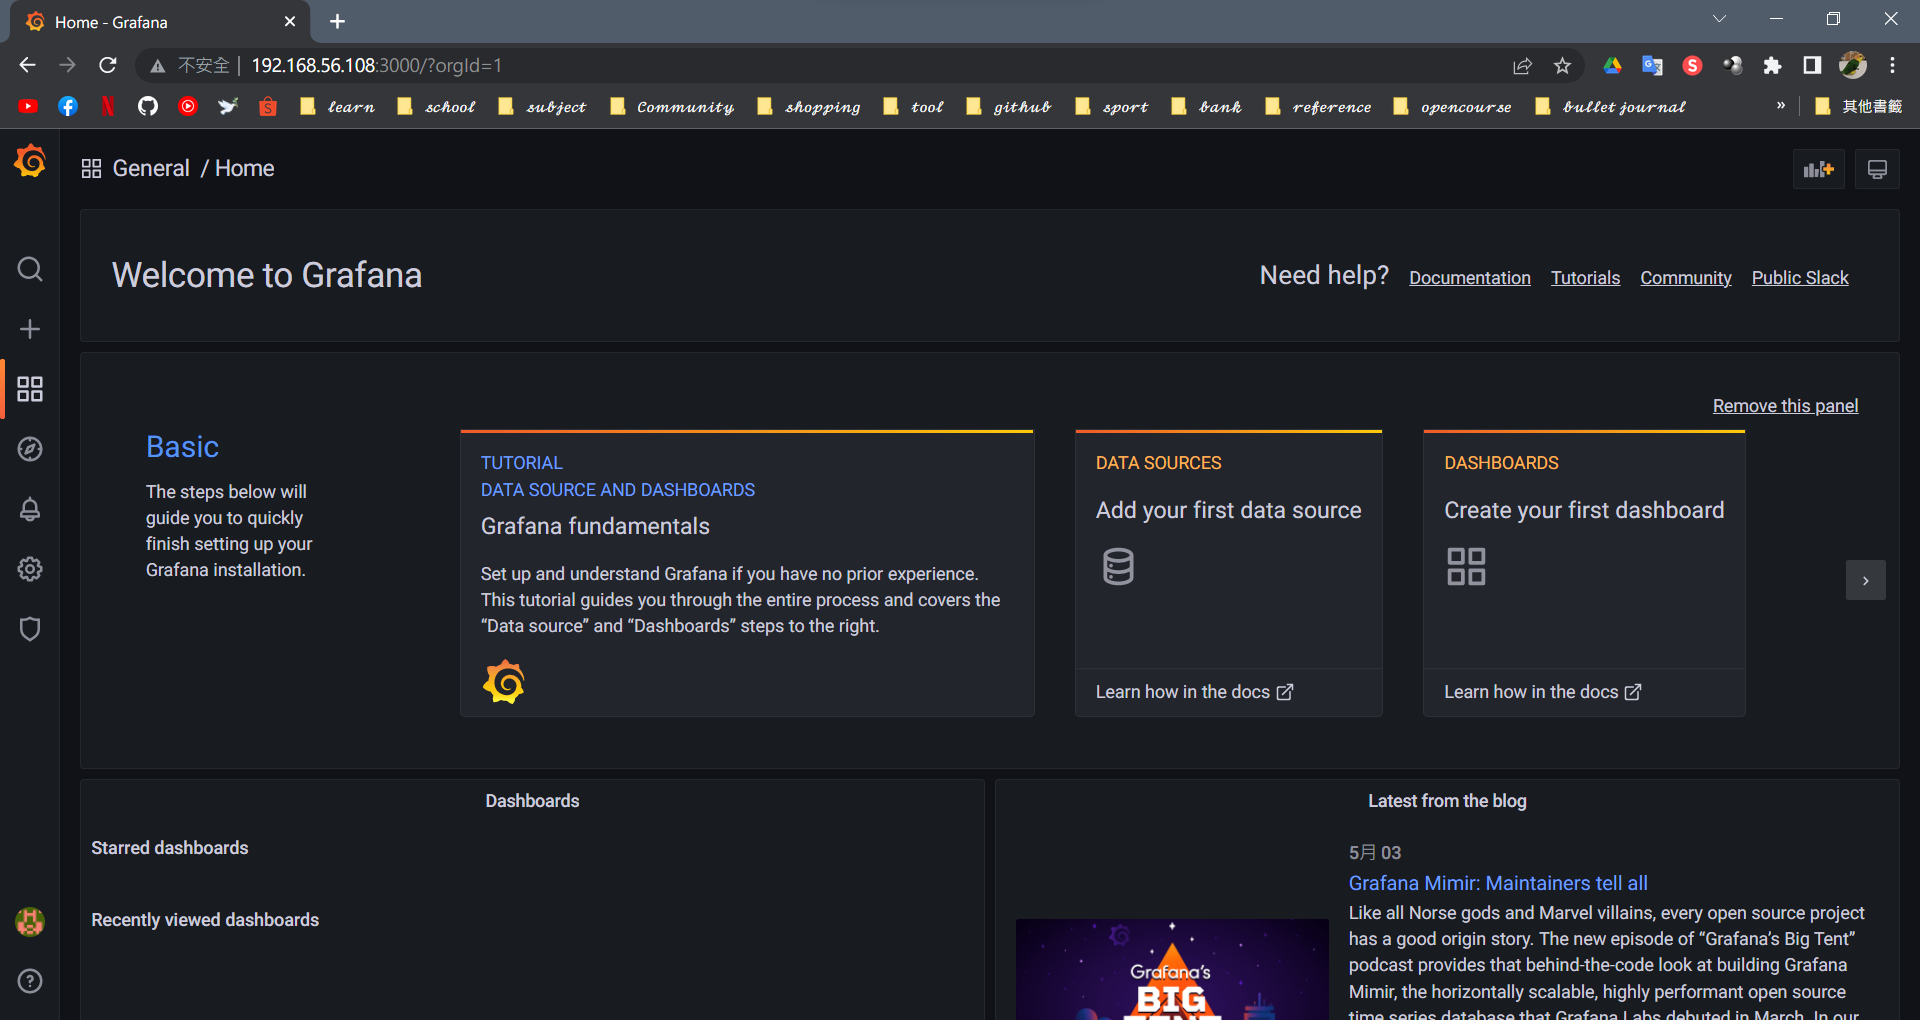 Home - Grafana
不安全 192.168.56.108:3000/?orgId=1
learn school subject Community shopping tool github sport bank reference opencourse bullet journal » 其他書籤
General / Home
Welcome to Grafana
Need help? Documentation Tutorials Community Public Slack
Remove this panel
Basic
The steps below will
guide you to quickly
finish setting up your
Grafana installation.
TUTORIAL
DATA SOURCE AND DASHBOARDS
Grafana fundamentals
Set up and understand Grafana if you have no prior experience.
This tutorial guides you through the entire process and covers the
“Data source” and “Dashboards” steps to the right.
DATA SOURCES
Add your first data source
Learn how in the docs
DASHBOARDS
Create your first dashboard
Learn how in the docs
Dashboards
Starred dashboards
Recently viewed dashboards
Latest from the blog
5月 03
Grafana Mimir: Maintainers tell all
Like all Norse gods and Marvel villains, every open source project
has a good origin story. The new episode of “Grafana’s Big Tent”
podcast provides that behind-the-code look at building Grafana
Mimir, the horizontally scalable, highly performant open source
time series database that Grafana Labs debuted in March. In our
Grafana's
BIG
TENT